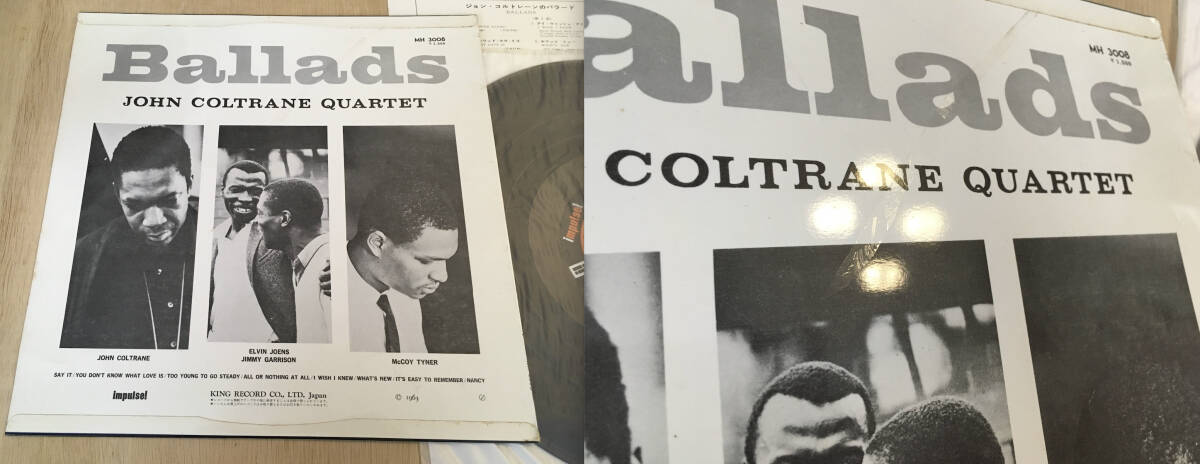 ジョン・コルトレーンのバラード
BALLADS
MH 3008
¥1,800
Ballads
JOHN COLTRANE QUARTET
impulse!
JOHN COLTRANE
ELVIN JOENS
JIMMY GARRISON
McCOY TYNER
SAY IT/YOU DON'T KNOW WHAT LOVE IS/TOO YOUNG TO GO STEADY/ALL OR NOTHING AT ALL/I WISH I KNEW/WHAT'S NEW/IT'S EASY TO REMEMBER/NANCY
impulse!
KING RECORD CO., LTD. Japan
© 1963
MH 3008
allads
COLTRANE QUARTET